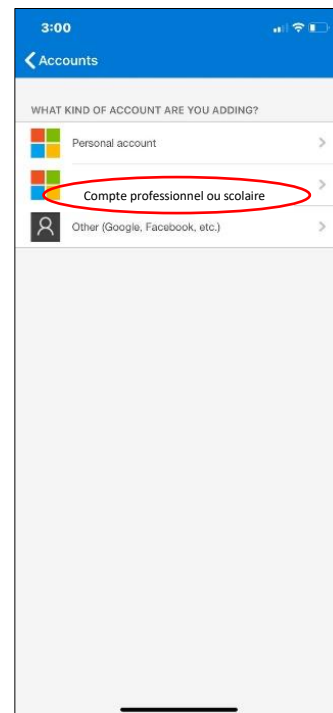 3:00
Accounts
WHAT KIND OF ACCOUNT ARE YOU ADDING?
Personal account
Compte professionnel ou scolaire
Other (Google, Facebook, etc.)